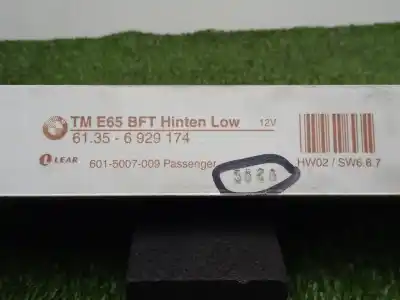 TM E65 BFT Hinten Low 12V
61.35 - 6 929 174
LEAR 601-5007-009 Passenger
HW02 / SW6.6.7